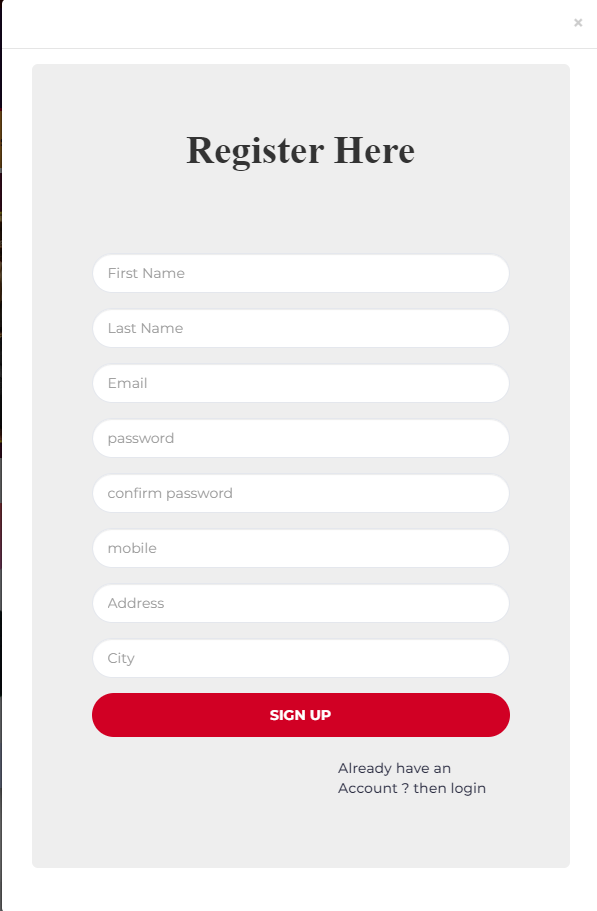 ×
Register Here
First Name
Last Name
Email
password
confirm password
mobile
Address
City
SIGN UP
Already have an
Account ? then login